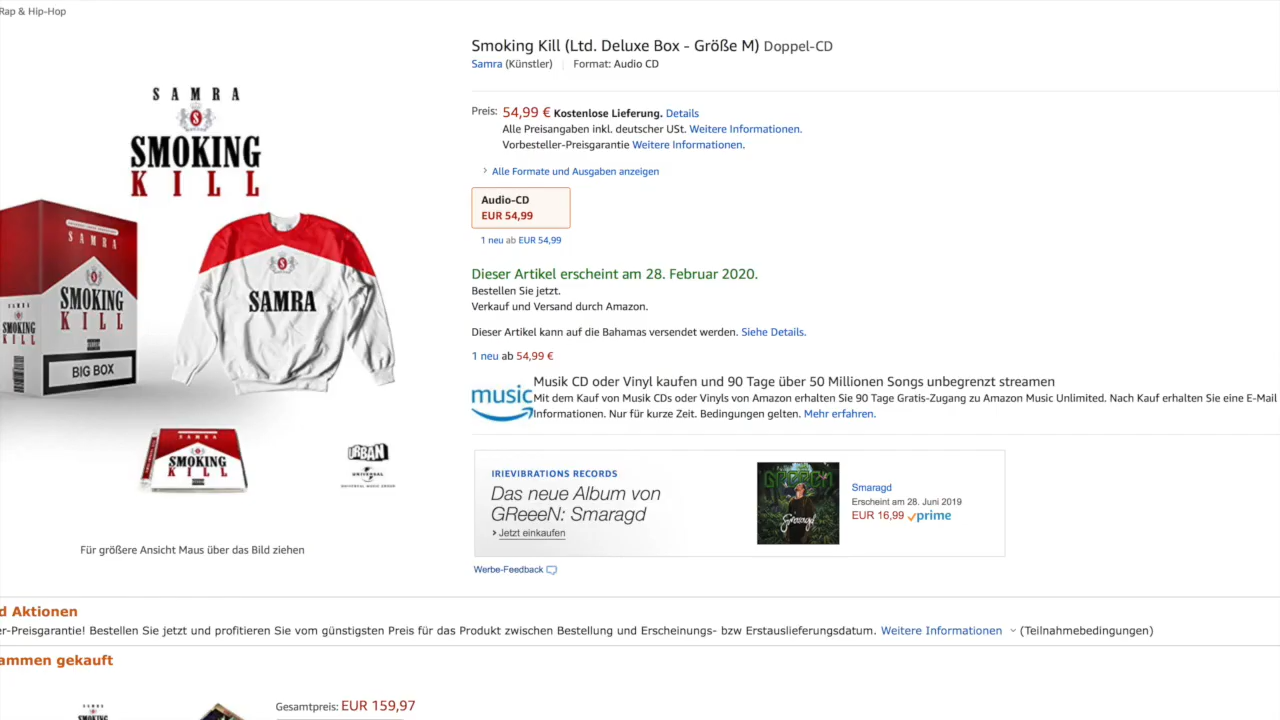 Rap & Hip-Hop
SAMRA
S
SMOKING
KILL
SAMRA
SMOKING
KILL
SMOKING
KILL
BIG BOX
SAMRA
SAMRA
SMOKING
KILL
URBAN
UNIVERSAL
UNIVERSAL MUSIC GROUP
Für größere Ansicht Maus über das Bild ziehen
Smoking Kill (Ltd. Deluxe Box - Größe M) Doppel-CD
Samra (Künstler) | Format: Audio CD
Preis: 54,99 € Kostenlose Lieferung. Details
Alle Preisangaben inkl. deutscher USt. Weitere Informationen.
Vorbesteller-Preisgarantie Weitere Informationen.
› Alle Formate und Ausgaben anzeigen
Audio-CD
EUR 54,99
1 neu ab EUR 54,99
Dieser Artikel erscheint am 28. Februar 2020.
Bestellen Sie jetzt.
Verkauf und Versand durch Amazon.
Dieser Artikel kann auf die Bahamas versendet werden. Siehe Details.
1 neu ab 54,99 €
music
Musik CD oder Vinyl kaufen und 90 Tage über 50 Millionen Songs unbegrenzt streamen
Mit dem Kauf von Musik CDs oder Vinyls von Amazon erhalten Sie 90 Tage Gratis-Zugang zu Amazon Music Unlimited. Nach Kauf erhalten Sie eine E-Mail
Informationen. Nur für kurze Zeit. Bedingungen gelten. Mehr erfahren.
IRIEVIBRATIONS RECORDS
Das neue Album von
GReeeN: Smaragd
› Jetzt einkaufen
GReeeN
Smaragd
Smaragd
Erscheint am 28. Juni 2019
EUR 16,99 prime
Werbe-Feedback
d Aktionen
er-Preisgarantie! Bestellen Sie jetzt und profitieren Sie vom günstigsten Preis für das Produkt zwischen Bestellung und Erscheinungs- bzw Erstauslieferungsdatum. Weitere Informationen (Teilnahmebedingungen)
ammen gekauft
SMOKING
Gesamtpreis: EUR 159,97